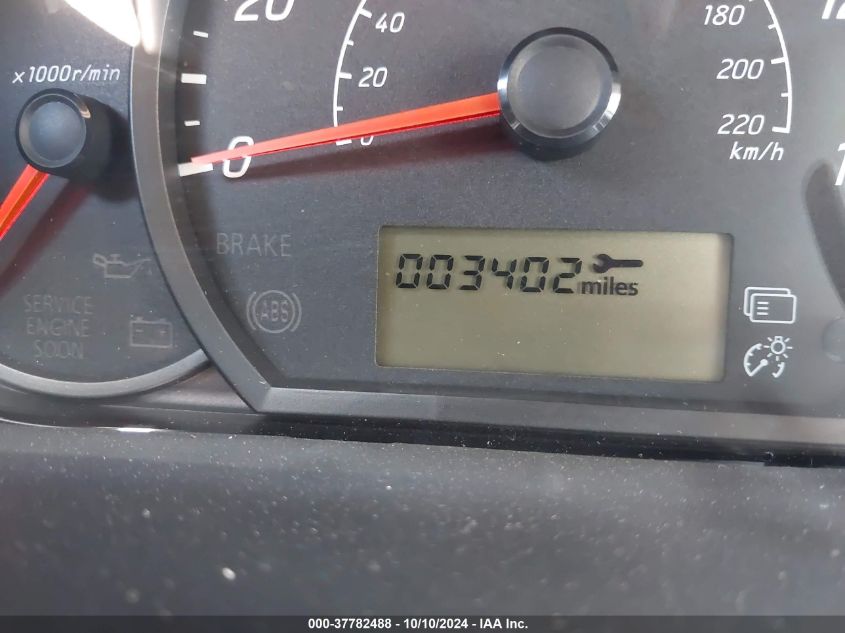 20
40
20
0
x1000r/min
0
180
200
220
km/h
BRAKE
003402 miles
SERVICE
ENGINE
SOON
ABS
000-37782488 - 10/10/2024 - IAA Inc.